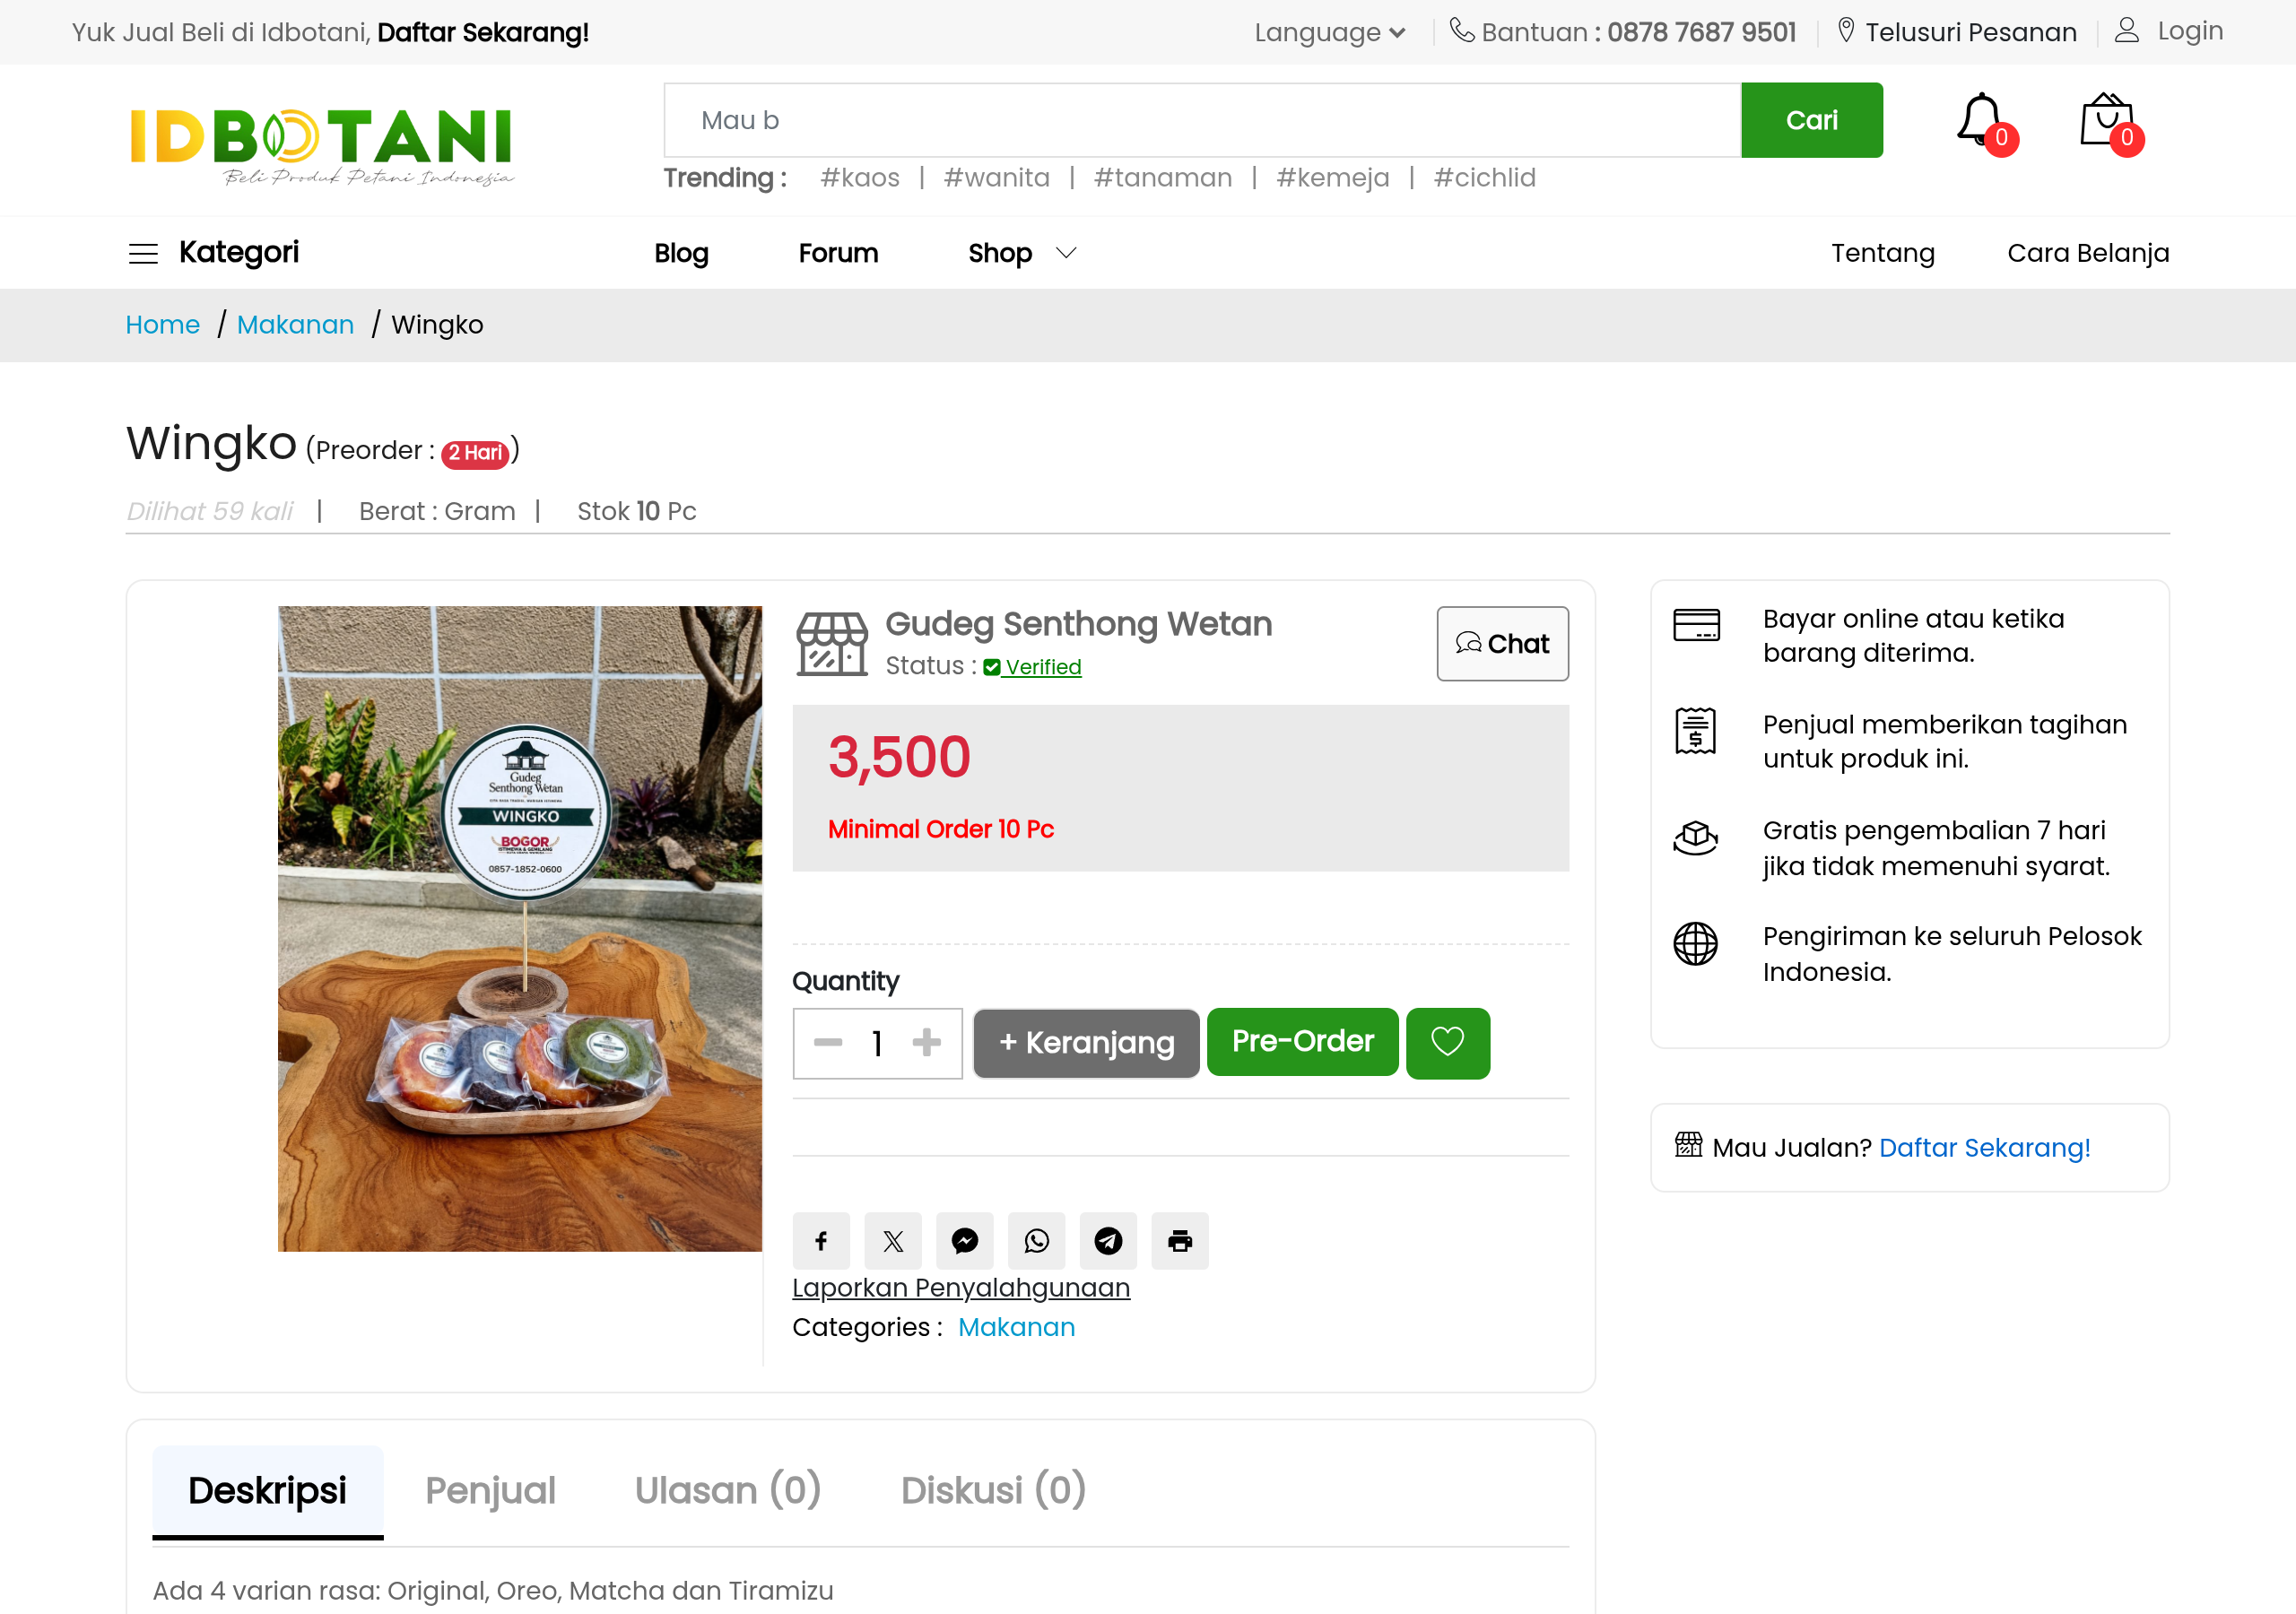 Yuk Jual Beli di Idbotani, Daftar Sekarang!
Language
Bantuan : 0878 7687 9501
Telusuri Pesanan
Login
IDBOTANI
Beli Produk Petani Indonesia
Mau b
Cari
0
0
Trending : #kaos | #wanita | #tanaman | #kemeja | #cichlid
Kategori
Blog
Forum
Shop
Tentang
Cara Belanja
Home / Makanan / Wingko
Wingko (Preorder : 2 Hari)
Dilihat 59 kali | Berat : Gram | Stok 10 Pc
Gudeg
Senthong Wetan
WINGKO
BOGOR
ISTIMEWA & GEMILANG
0857-1852-0600
Gudeg Senthong Wetan
Status : Verified
Chat
3,500
Minimal Order 10 Pc
Quantity
1
+ Keranjang
Pre-Order
Laporkan Penyalahgunaan
Categories : Makanan
Bayar online atau ketika
barang diterima.
Penjual memberikan tagihan
untuk produk ini.
Gratis pengembalian 7 hari
jika tidak memenuhi syarat.
Pengiriman ke seluruh Pelosok
Indonesia.
Mau Jualan? Daftar Sekarang!
Deskripsi
Penjual
Ulasan (0)
Diskusi (0)
Ada 4 varian rasa: Original, Oreo, Matcha dan Tiramizu